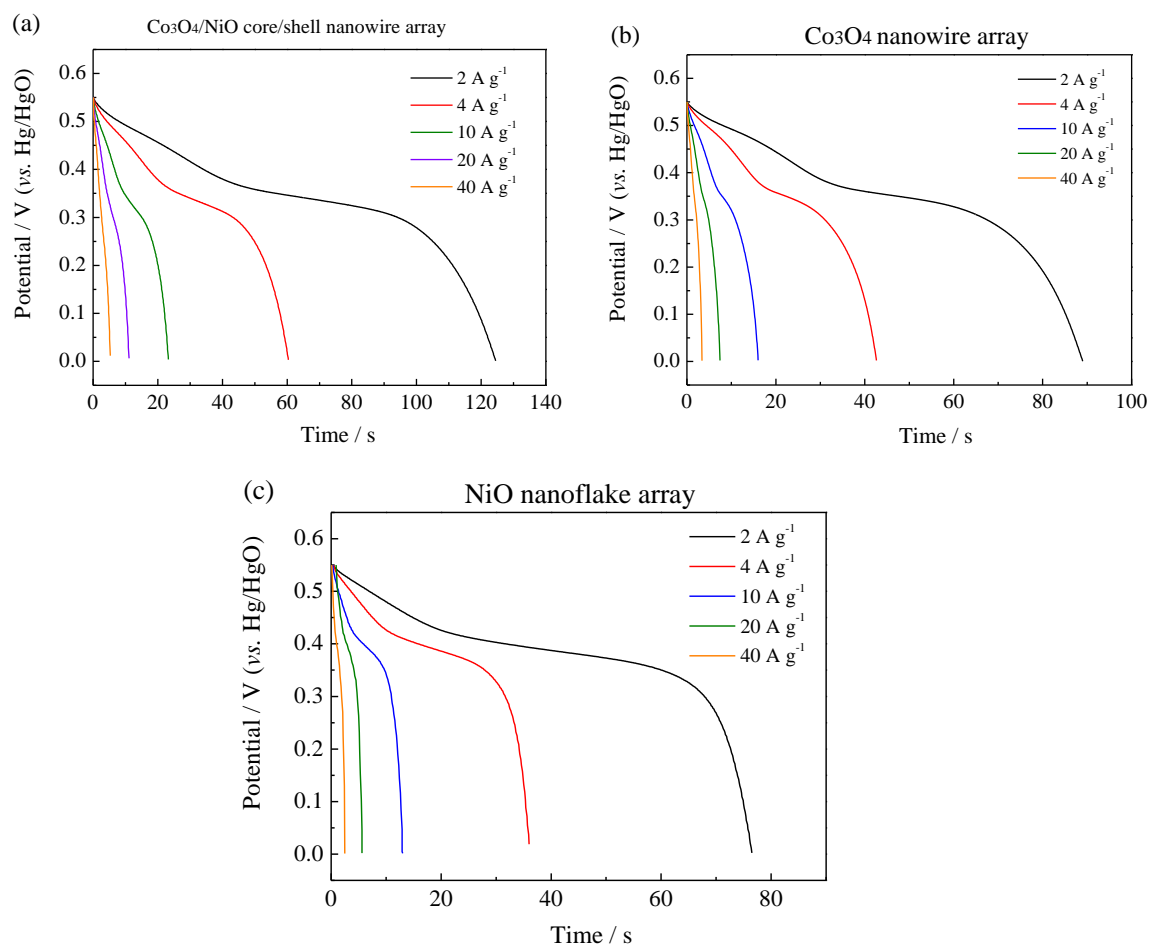 (a)
Co3O4/NiO core/shell nanowire array
0.6
0.5
0.4
0.3
0.2
0.1
0.0
Potential / V (vs. Hg/HgO)
2 A g-1
4 A g-1
10 A g-1
20 A g-1
40 A g-1
0 20 40 60 80 100 120 140
Time / s
(b)
Co3O4 nanowire array
0.6
0.5
0.4
0.3
0.2
0.1
0.0
Potential / V (vs. Hg/HgO)
2 A g-1
4 A g-1
10 A g-1
20 A g-1
40 A g-1
0 20 40 60 80 100
Time / s
(c)
NiO nanoflake array
0.6
0.5
0.4
0.3
0.2
0.1
0.0
Potential / V (vs. Hg/HgO)
2 A g-1
4 A g-1
10 A g-1
20 A g-1
40 A g-1
0 20 40 60 80
Time / s